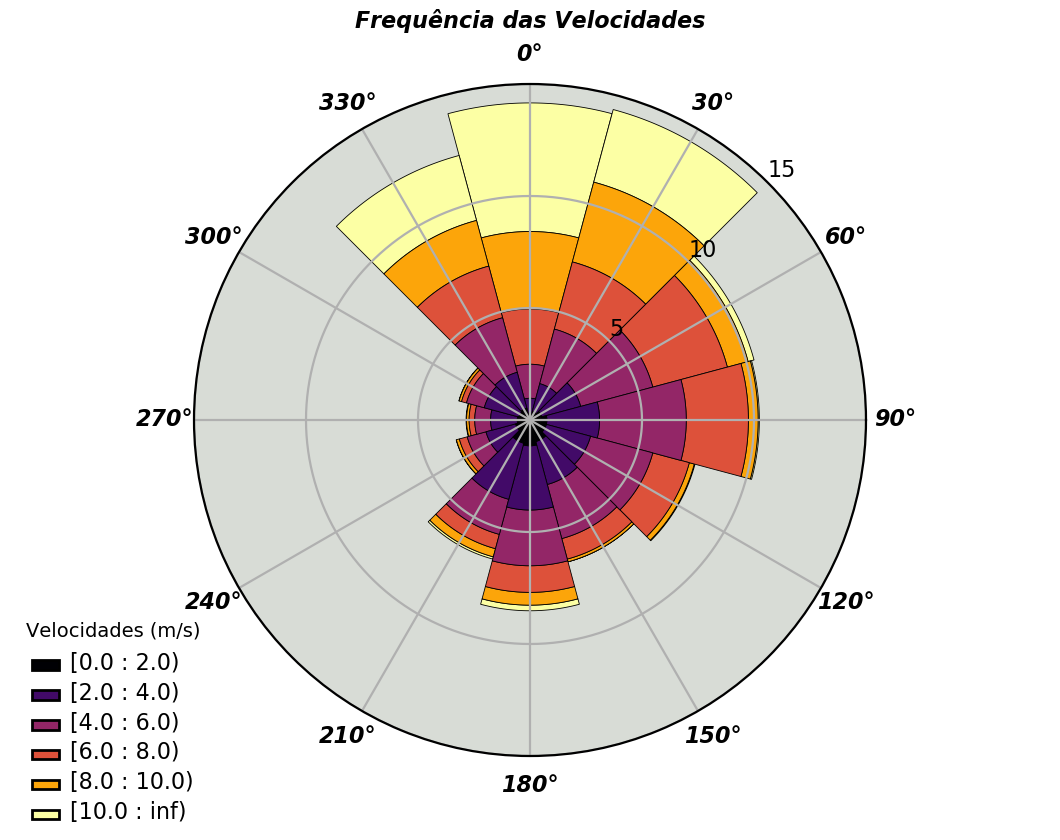 Frequência das Velocidades
0°
330°
30°
15
300°
60°
10
5
270°
90°
240°
120°
210°
150°
180°
Velocidades (m/s)
[0.0 : 2.0)
[2.0 : 4.0)
[4.0 : 6.0)
[6.0 : 8.0)
[8.0 : 10.0)
[10.0 : inf)